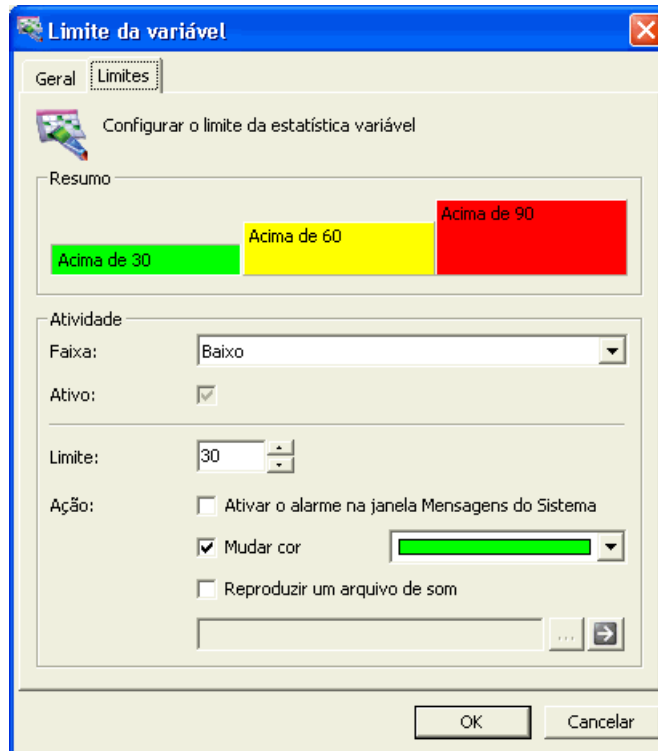 Limite da variável
Geral
Limites
Configurar o limite da estatística variável
Resumo
Acima de 30
Acima de 60
Acima de 90
Atividade
Faixa: Baixo
Ativo:
Limite: 30
Ação: Ativar o alarme na janela Mensagens do Sistema
Mudar cor
Reproduzir um arquivo de som
...
OK Cancelar